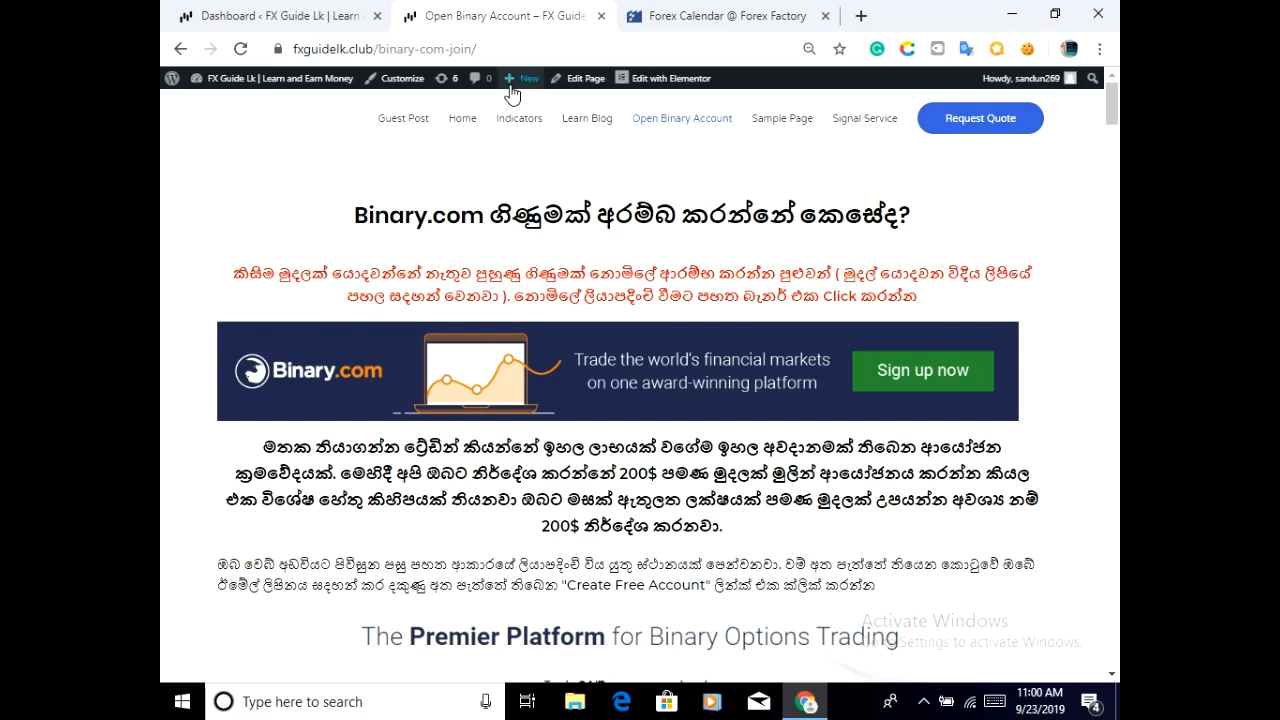 Dashboard ‹ FX Guide Lk | Learn
Open Binary Account – FX Guide
Forex Calendar @ Forex Factory
fxguidelk.club/binary-com-join/
FX Guide Lk | Learn and Earn Money
Customize
6
0
New
Edit Page
Edit with Elementor
Howdy, sandun269
Guest Post
Home
Indicators
Learn Blog
Open Binary Account
Sample Page
Signal Service
Request Quote
Binary.com ගිණුමක් අරම්බ කරන්නේ කෙසේද?
කිසිම මුදලක් යොදවන්නේ නැතුව පුහුණු ගිණුමක් නොමිලේ ආරම්භ කරන්න පුළුවන් ( මුදල් යොදවන විදිය ලිපියේ
පහල සදහන් වෙනවා ). නොමිලේ ලියාපදිංචි වීමට පහත බැනර් එක Click කරන්න
Binary.com
Trade the world's financial markets
on one award-winning platform
Sign up now
මතක තියාගන්න ට්‍රේඩින් කියන්නේ ඉහල ලාභයක් වගේම ඉහල අවදානමක් තිබෙන ආයෝජන
ක්‍රමවේදයක්. මෙහිදී අපි ඔබට නිර්දේශ කරන්නේ 200$ පමණ මුදලක් මුලින් ආයෝජනය කරන්න කියල
එක විශේෂ හේතු කිහිපයක් තියනවා ඔබට මසක් ඇතුලත ලක්ෂයක් පමණ මුදලක් උපයන්න අවශ්‍ය නම්
200$ නිර්දේශ කරනවා.
ඔබ වෙබ් අඩවියට පිවිසුන පසු පහත ආකාරයේ ලියාපදිංචි විය යුතු ස්ථානයක් පෙන්වනවා. වම් අත පැත්තේ තියෙන කොටුවේ ඔබේ
ඊමේල් ලිපිනය සදහන් කර දකුණු අත පැත්තේ තිබෙන "Create Free Account" ලින්ක් එක ක්ලික් කරන්න
The Premier Platform for Binary Options Trading
Activate Windows
Go to Settings to activate Windows.
Type here to search
11:00 AM
9/23/2019
4